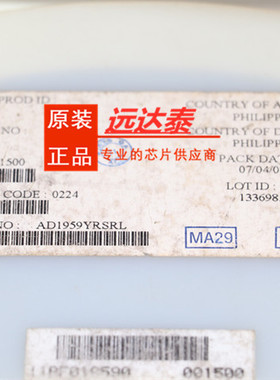 PROD ID
COUNTRY OF A
PHILIPP
原装
正品
远达泰
专业的芯片供应商
NO :
COUNTRY OF
PHILIPP
1500
PACK DAT
07/04/0
CODE : 0224
LOT ID :
133698
NO : AD1959YRSRL
MA29
001500